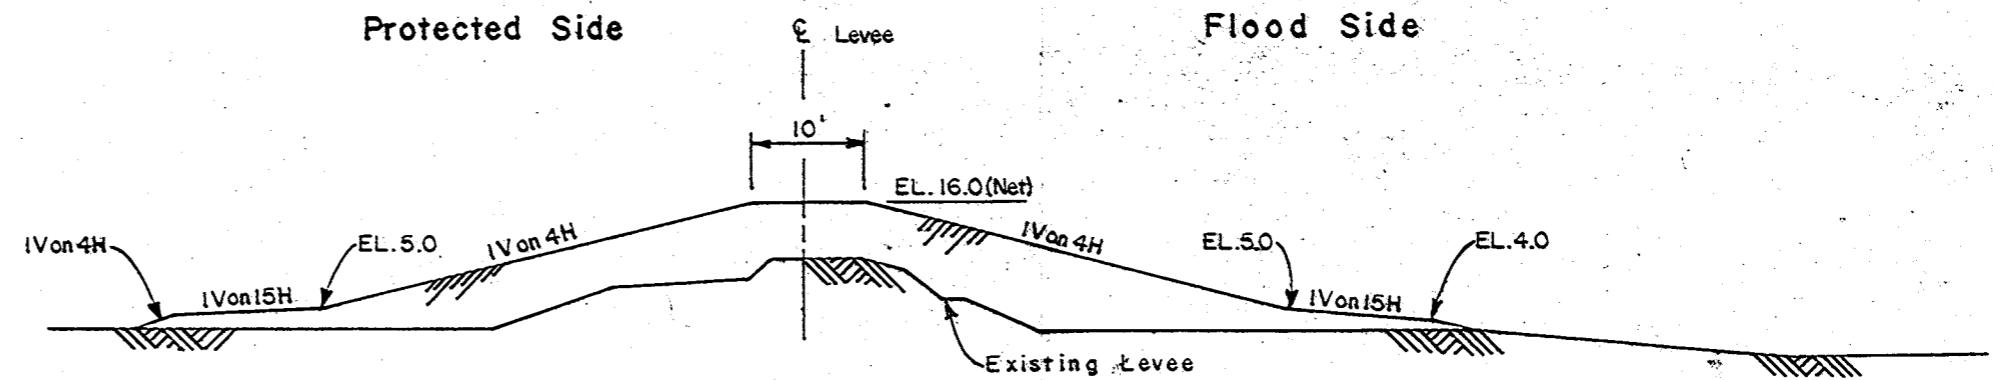 Protected Side
℄ Levee
Flood Side
10'
EL. 16.0 (Net)
1V on 4H
EL. 5.0
1V on 4H
1V on 4H
EL. 5.0
EL. 4.0
1V on 15H
1V on 15H
Existing Levee